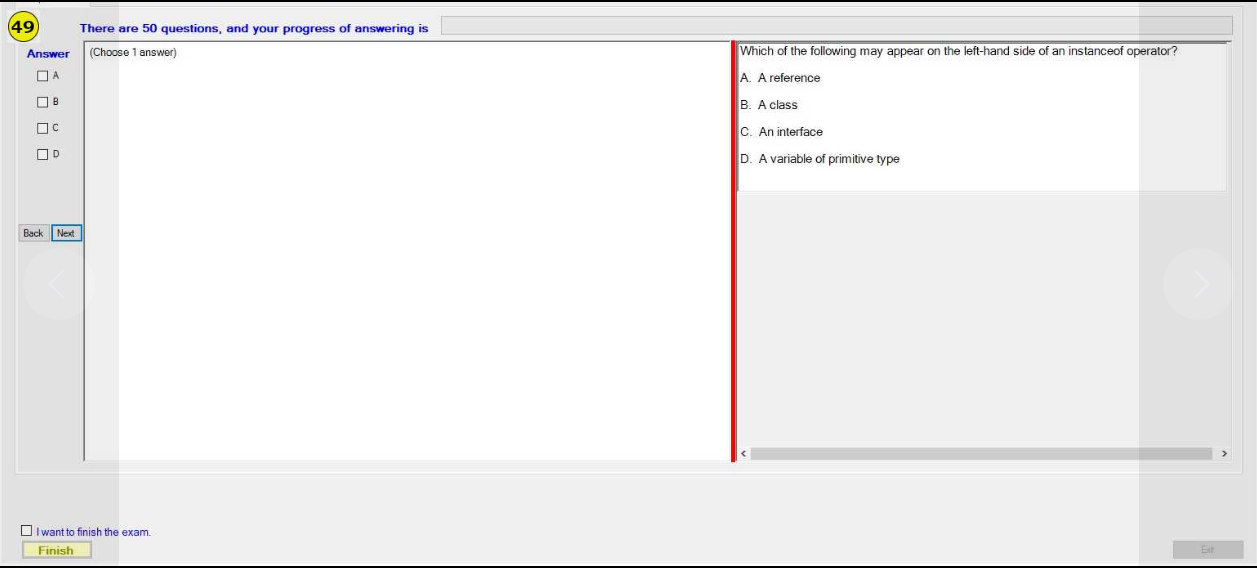 49
There are 50 questions, and your progress of answering is
Answer
(Choose 1 answer)
A
B
C
D
Back Next
Which of the following may appear on the left-hand side of an instanceof operator?
A. A reference
B. A class
C. An interface
D. A variable of primitive type
I want to finish the exam.
Finish
Exit